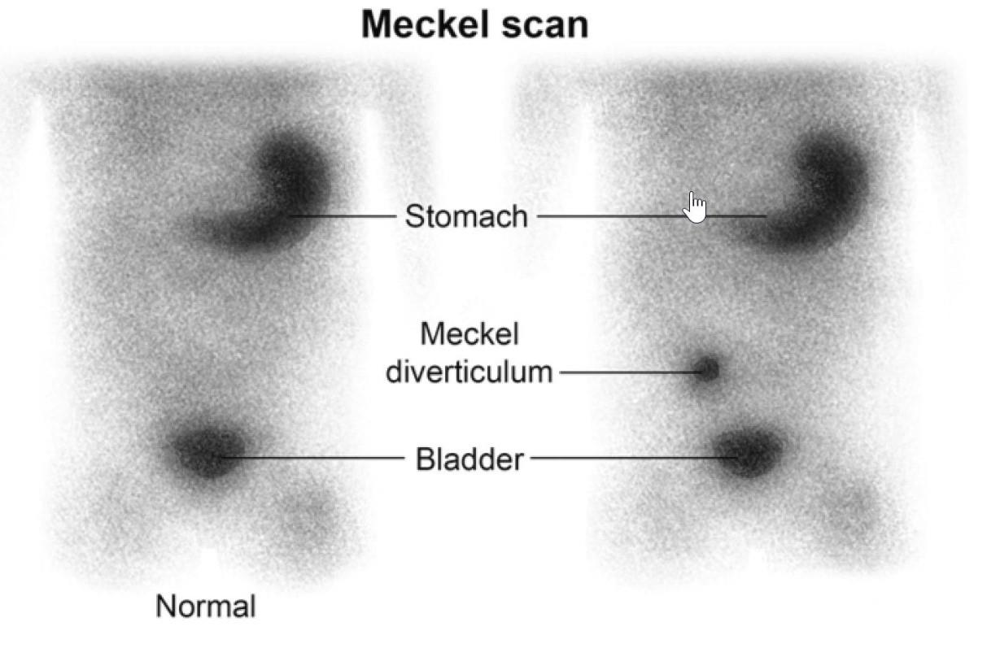 Meckel scan
Stomach
Meckel
diverticulum
Bladder
Normal